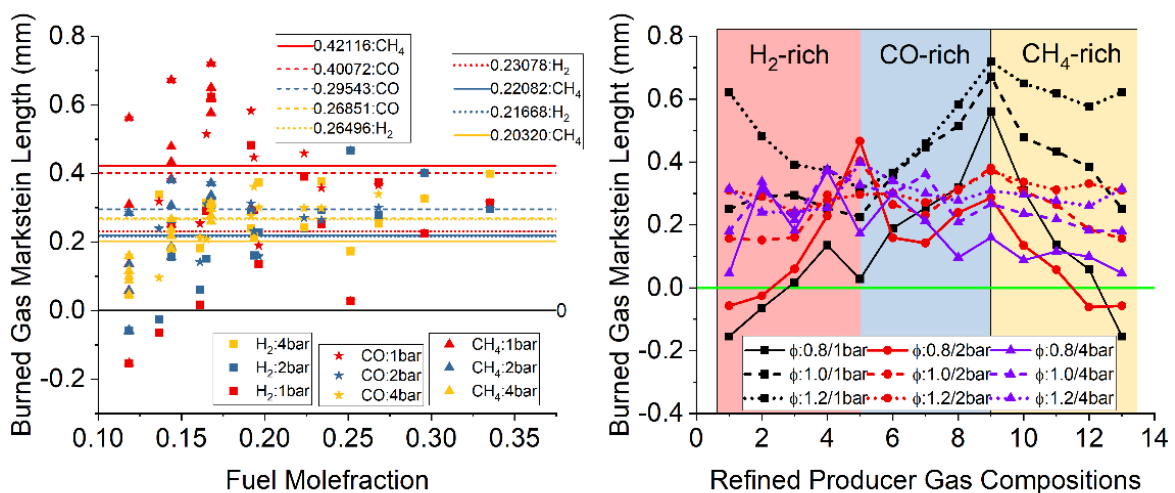 0.8
0.6
0.4
0.2
0.0
-0.2
Burned Gas Markstein Length (mm)
0.42116:CH₄
0.40072:CO
0.29543:CO
0.26851:CO
0.26496:H₂
0.23078:H₂
0.22082:CH₄
0.21668:H₂
0.20320:CH₄
0
H₂:4bar
H₂:2bar
H₂:1bar
CO:1bar
CO:2bar
CO:4bar
CH₄:1bar
CH₄:2bar
CH₄:4bar
0.10 0.15 0.20 0.25 0.30 0.35
Fuel Molefraction
0.8
0.6
0.4
0.2
0.0
-0.2
-0.4
Burned Gas Markstein Lenght (mm)
H₂-rich CO-rich CH₄-rich
ϕ:0.8/1bar ϕ:0.8/2bar ϕ:0.8/4bar
ϕ:1.0/1bar ϕ:1.0/2bar ϕ:1.0/4bar
ϕ:1.2/1bar ϕ:1.2/2bar ϕ:1.2/4bar
0 2 4 6 8 10 12 14
Refined Producer Gas Compositions